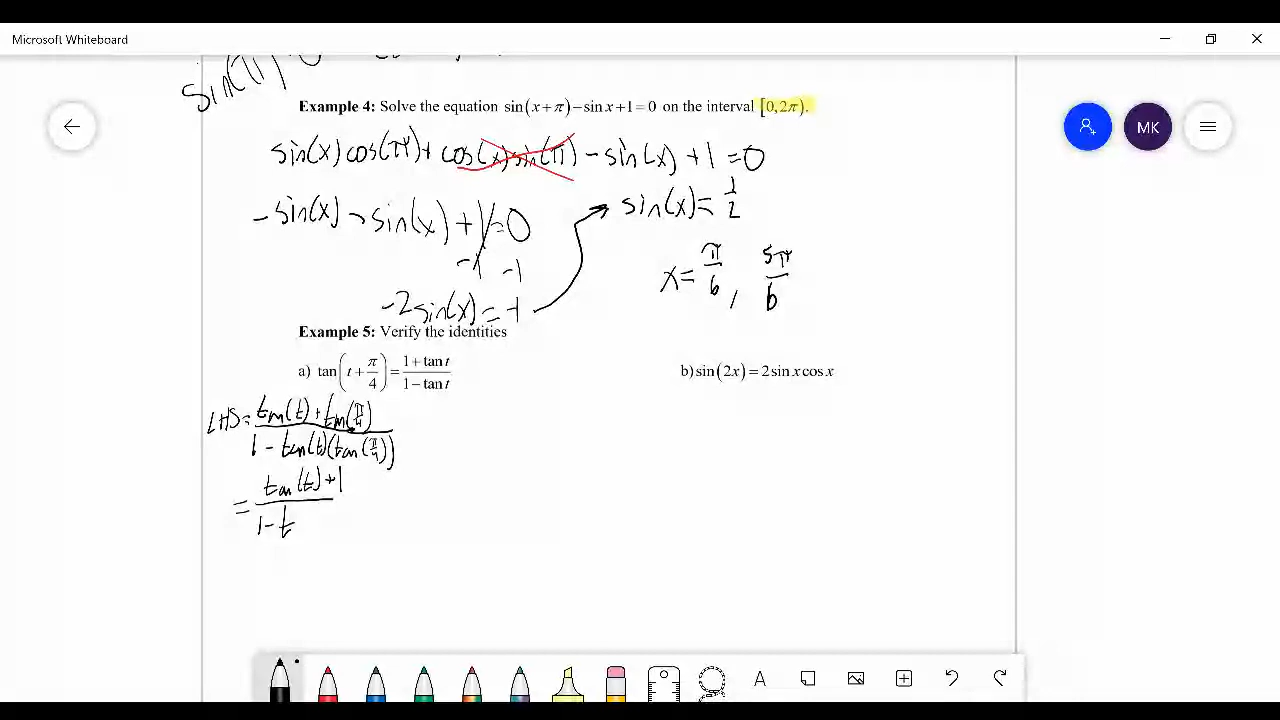 Microsoft Whiteboard
sin(π)
MK
Example 4: Solve the equation sin(x+π)−sin x+1=0 on the interval [0,2π).
sin(x)cos(π)+ cos(x)sin(π) −sin(x) +1 =0
−sin(x) −sin(x) +1=0
−1 −1
−2sin(x)=−1
sin(x)= 1/2
x= π/6, 5π/6
Example 5: Verify the identities
a) tan(t+π/4)=(1+tan t)/(1−tan t)
b) sin(2x)=2sin x cos x
LHS= (tan(t)+tan(π/4))/(1−tan(t)(tan(π/4)))
= (tan(t)+1)/(1−t
A